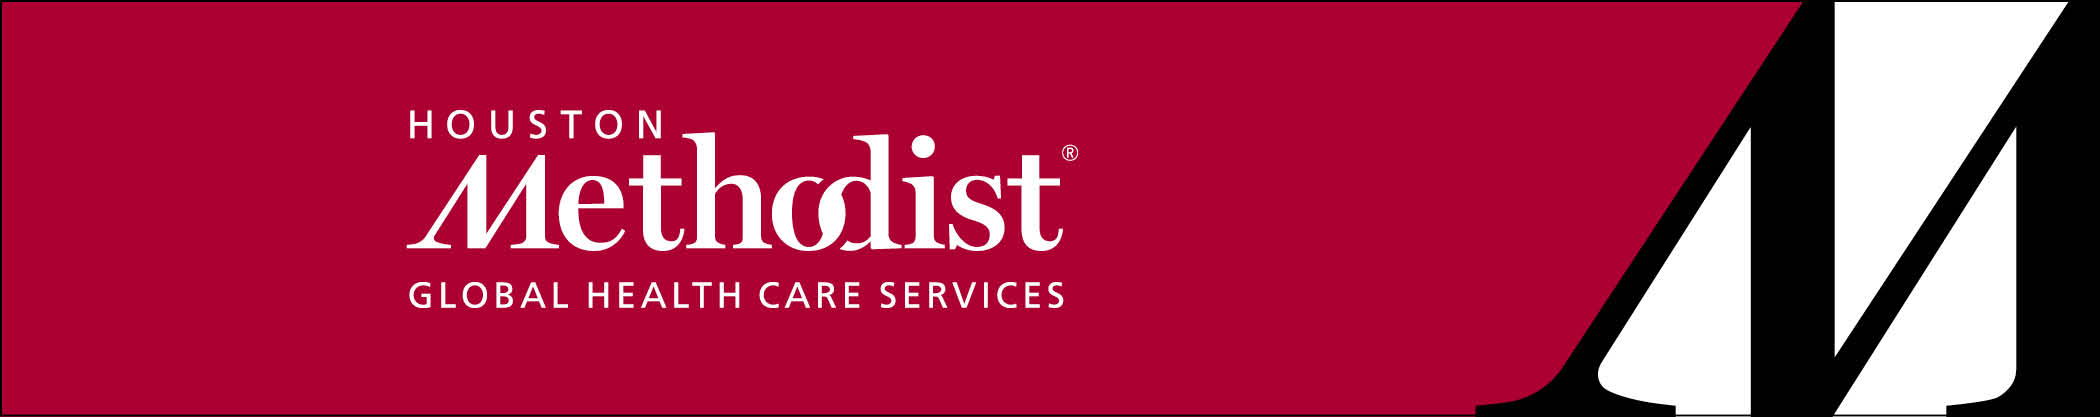 HOUSTON
Methodist®
GLOBAL HEALTH CARE SERVICES
M